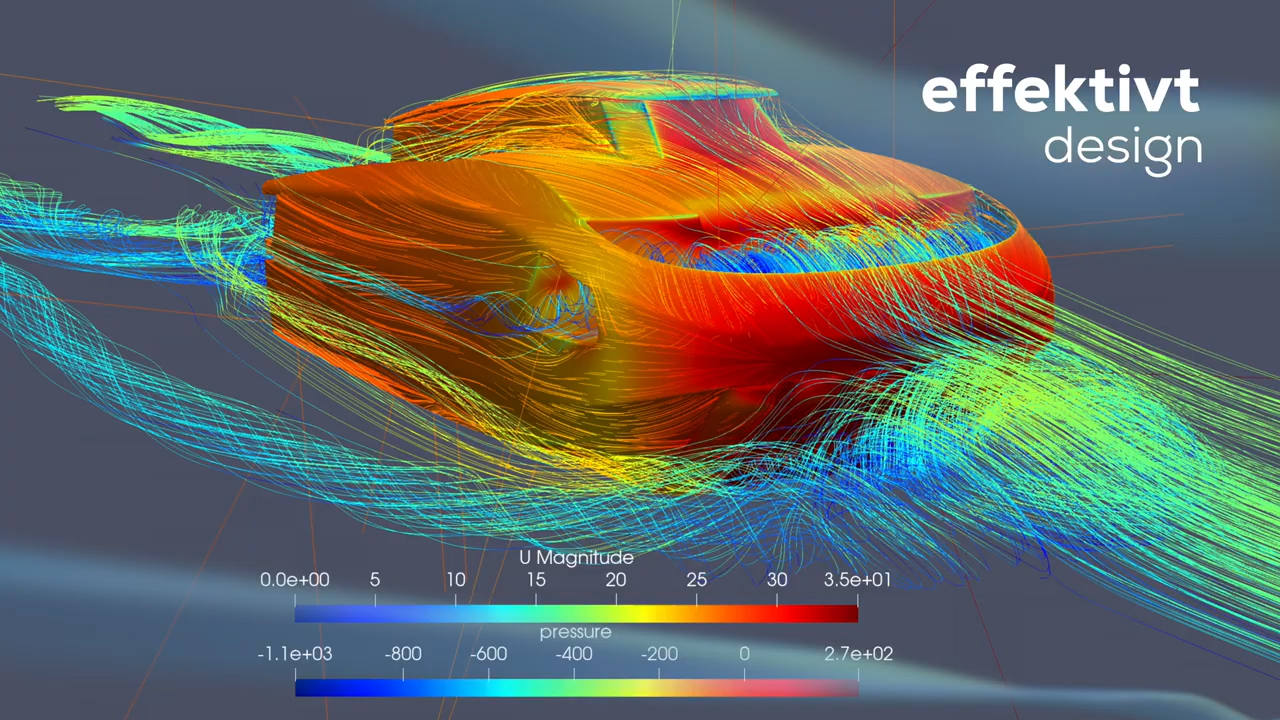 effektivt
design
U Magnitude
0.0e+00 5 10 15 20 25 30 3.5e+01
pressure
-1.1e+03 -800 -600 -400 -200 0 2.7e+02